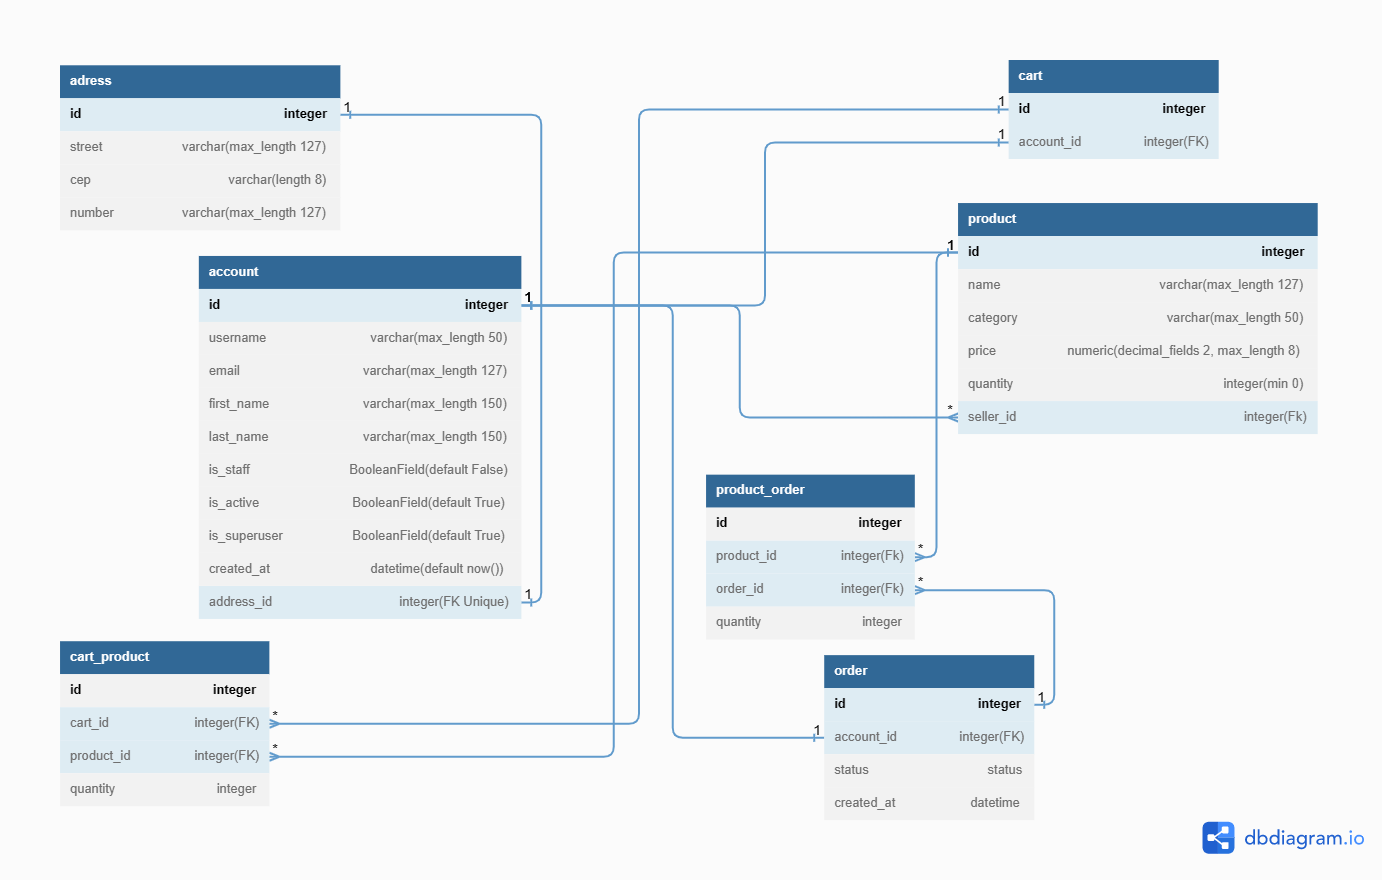 adress
id integer
street varchar(max_length 127)
cep varchar(length 8)
number varchar(max_length 127)
1
account
id integer
username varchar(max_length 50)
email varchar(max_length 127)
first_name varchar(max_length 150)
last_name varchar(max_length 150)
is_staff BooleanField(default False)
is_active BooleanField(default True)
is_superuser BooleanField(default True)
created_at datetime(default now())
address_id integer(FK Unique)
1
1
cart_product
id integer
cart_id integer(FK)
product_id integer(FK)
quantity integer
*
*
cart
id integer
account_id integer(FK)
1
1
product
id integer
name varchar(max_length 127)
category varchar(max_length 50)
price numeric(decimal_fields 2, max_length 8)
quantity integer(min 0)
seller_id integer(Fk)
1
*
product_order
id integer
product_id integer(Fk)
order_id integer(Fk)
quantity integer
*
*
order
id integer
account_id integer(FK)
status status
created_at datetime
1
1
dbdiagram.io